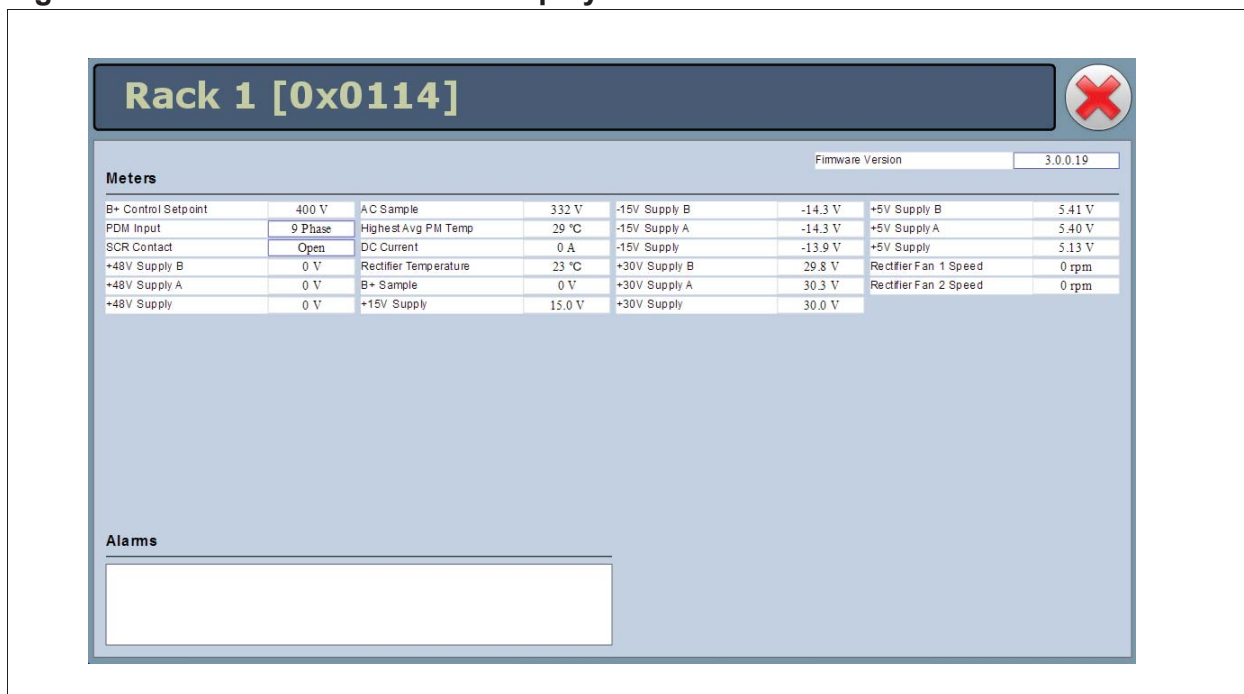 Rack 1 [0x0114]
Firmware Version 3.0.0.19
Meters
B+ Control Setpoint 400 V AC Sample 332 V -15V Supply B -14.3 V +5V Supply B 5.41 V
PDM Input 9 Phase Highest Avg PM Temp 29 °C -15V Supply A -14.3 V +5V Supply A 5.40 V
SCR Contact Open DC Current 0 A -15V Supply -13.9 V +5V Supply 5.13 V
+48V Supply B 0 V Rectifier Temperature 23 °C +30V Supply B 29.8 V Rectifier Fan 1 Speed 0 rpm
+48V Supply A 0 V B+ Sample 0 V +30V Supply A 30.3 V Rectifier Fan 2 Speed 0 rpm
+48V Supply 0 V +15V Supply 15.0 V +30V Supply 30.0 V
Alarms